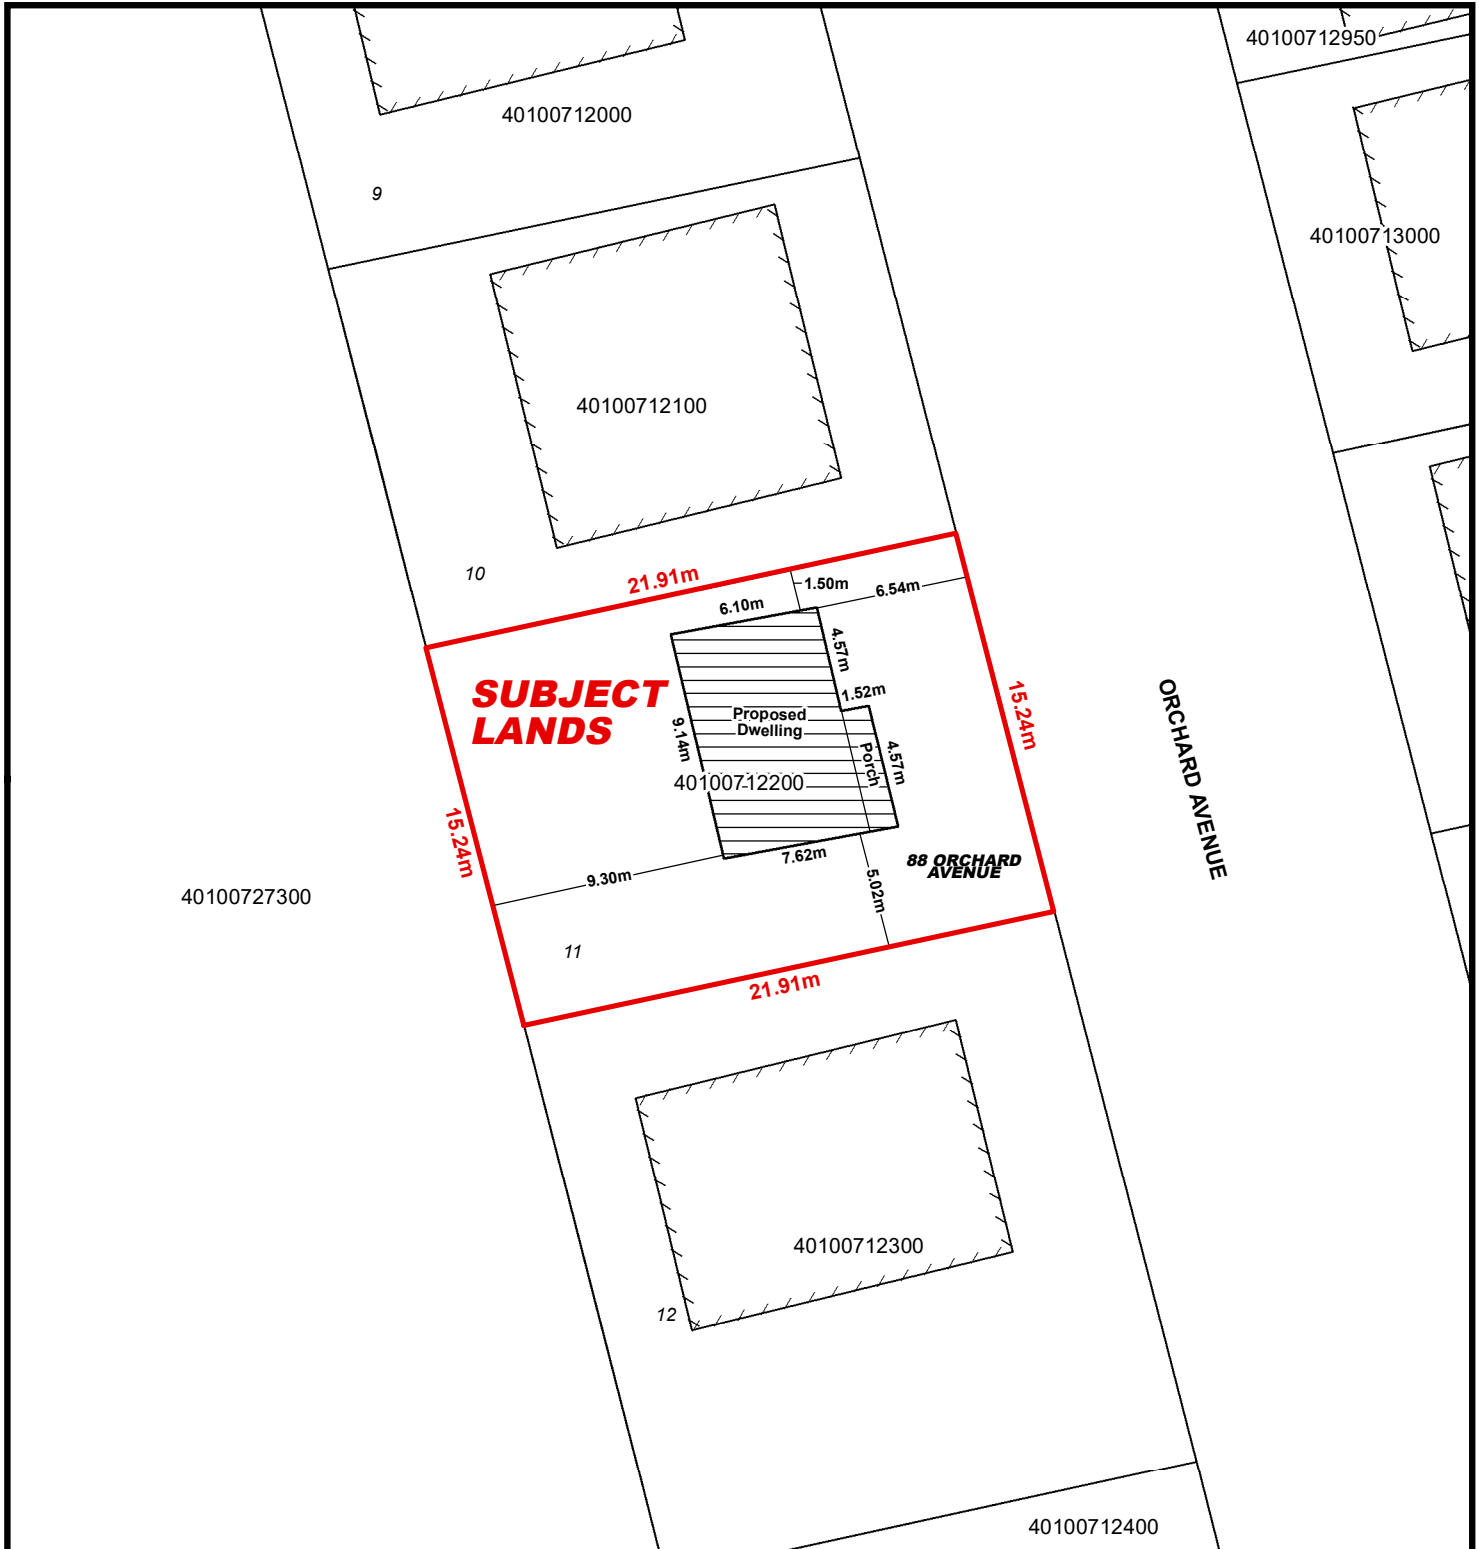 40100712950
40100712000
9
40100713000
40100712100
10
21.91m
1.50m
6.54m
6.10m
4.57m
SUBJECT
LANDS
1.52m
15.24m
Proposed
Dwelling
9.14m
Porch
4.57m
40100712200
ORCHARD AVENUE
15.24m
7.62m
88 ORCHARD
AVENUE
9.30m
5.02m
40100727300
11
21.91m
40100712300
12
40100712400